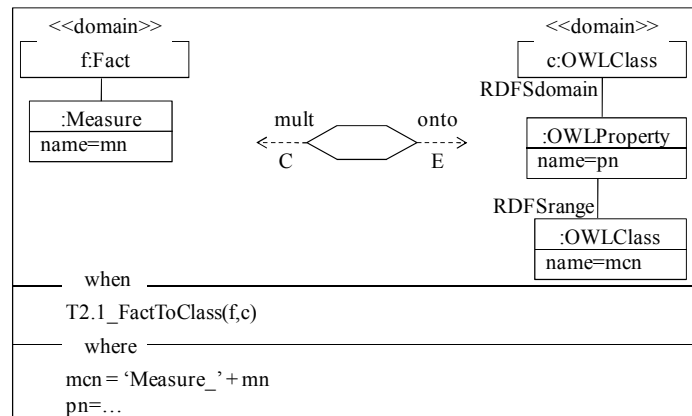 <<domain>>
f:Fact
:Measure
name=mn
mult
C
onto
E
<<domain>>
c:OWLClass
RDFSdomain
:OWLProperty
name=pn
RDFSrange
:OWLClass
name=mcn
when
T2.1_FactToClass(f,c)
where
mcn = ‘Measure_’ + mn
pn=…